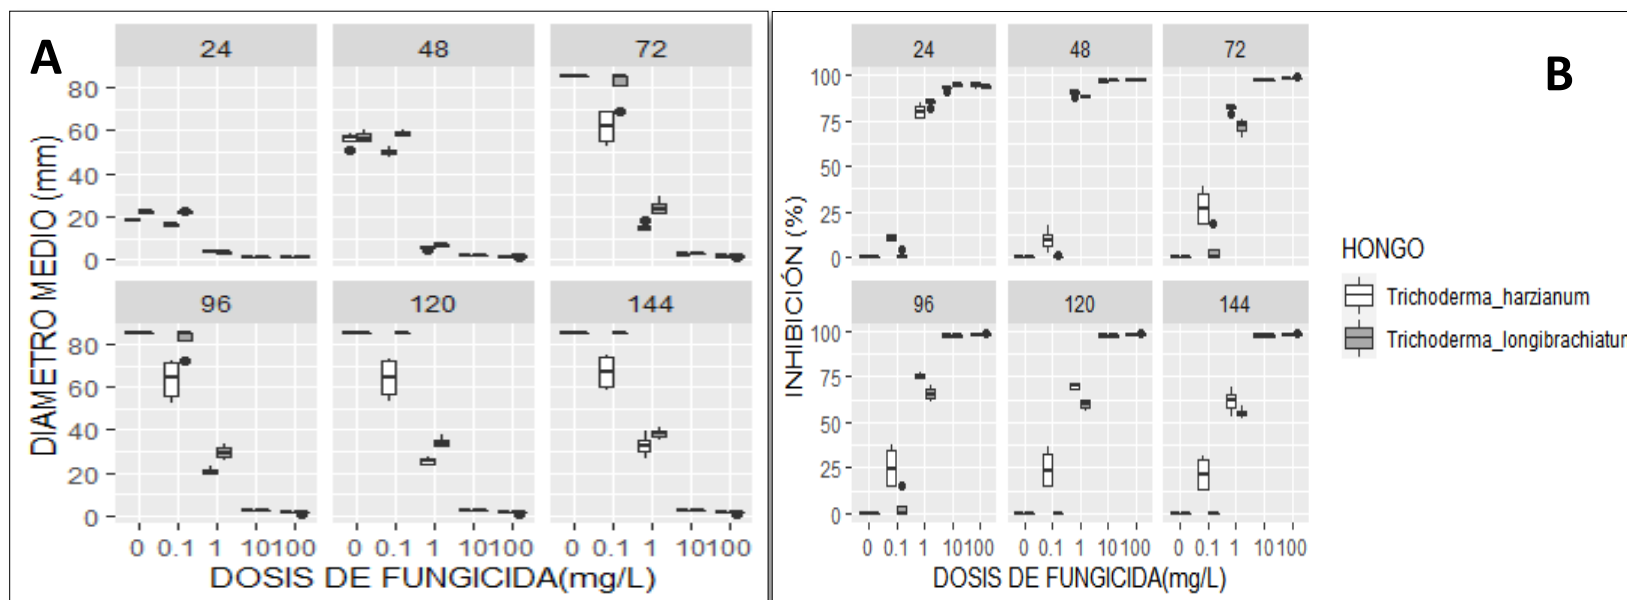 A
24 48 72
80
60
40
20
0
96 120 144
80
60
40
20
0
0 0.1 1 10100 0 0.1 1 10100 0 0.1 1 10100
DIAMETRO MEDIO (mm)
DOSIS DE FUNGICIDA(mg/L)
B
24 48 72
100
75
50
25
0
96 120 144
100
75
50
25
0
0 0.1 1 10100 0 0.1 1 10100 0 0.1 1 10100
INHIBICIÓN (%)
DOSIS DE FUNGICIDA(mg/L)
HONGO
Trichoderma_harzianum
Trichoderma_longibrachiatur